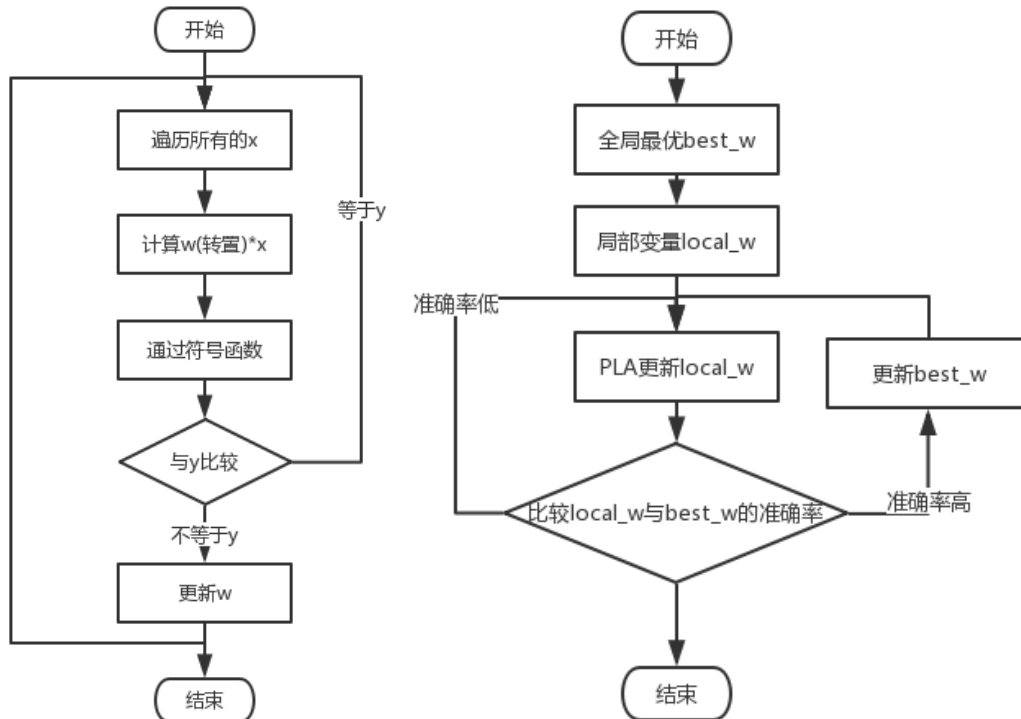 开始
遍历所有的x
计算w(转置)*x
通过符号函数
与y比较
等于y
不等于y
更新w
结束
开始
全局最优best_w
局部变量local_w
准确率低
PLA更新local_w
更新best_w
比较local_w与best_w的准确率
准确率高
结束